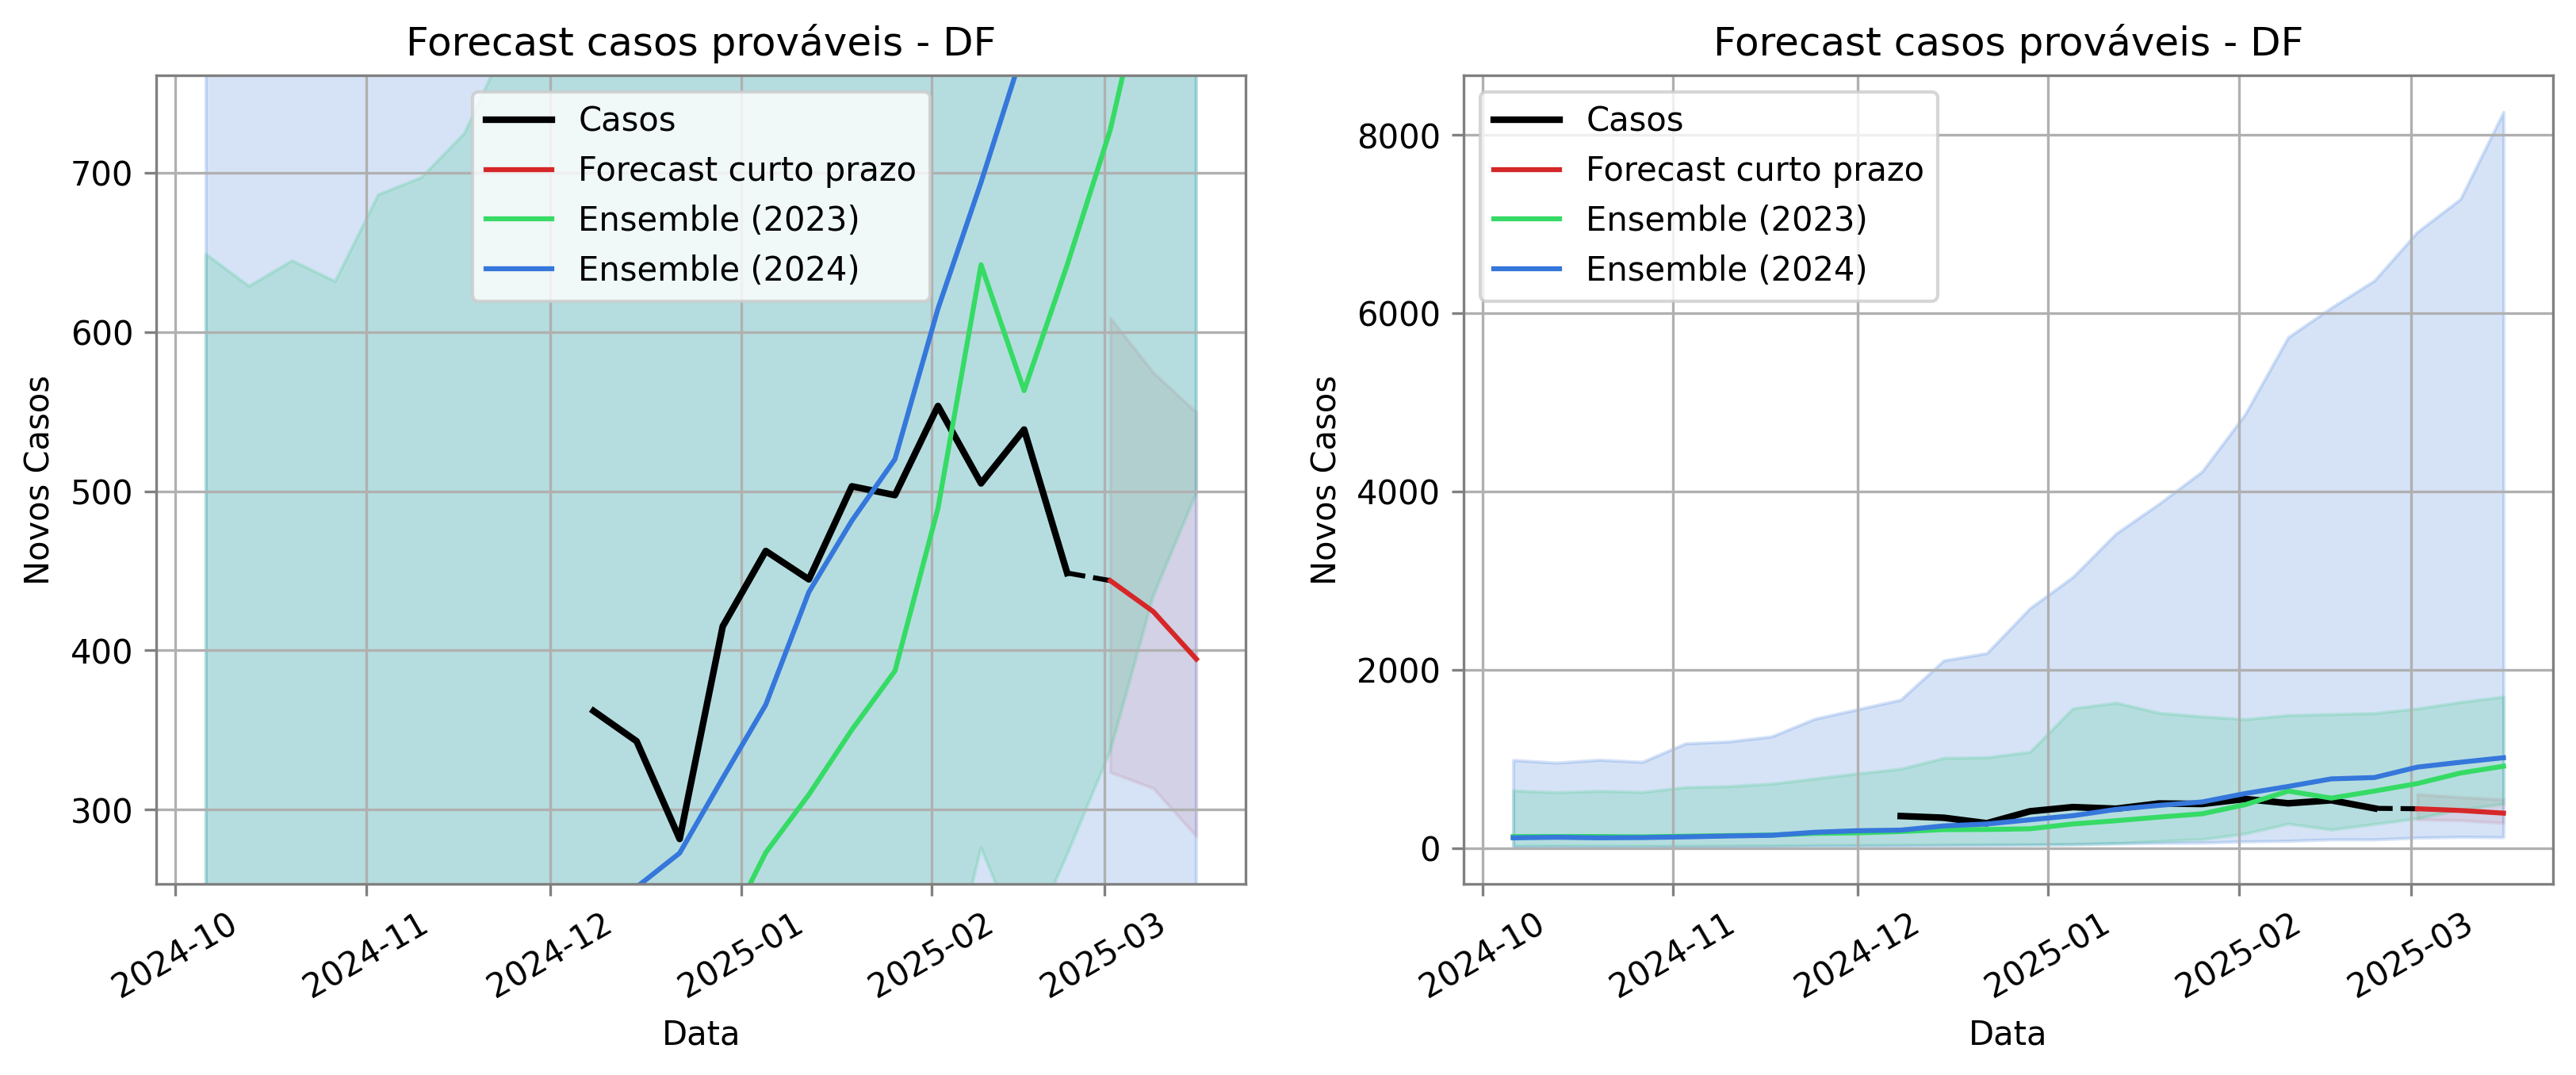 Forecast casos prováveis - DF
Novos Casos
700
600
500
400
300
Casos
Forecast curto prazo
Ensemble (2023)
Ensemble (2024)
2024-10
2024-11
2024-12
2025-01
2025-02
2025-03
Data
Forecast casos prováveis - DF
Novos Casos
8000
6000
4000
2000
0
Casos
Forecast curto prazo
Ensemble (2023)
Ensemble (2024)
2024-10
2024-11
2024-12
2025-01
2025-02
2025-03
Data